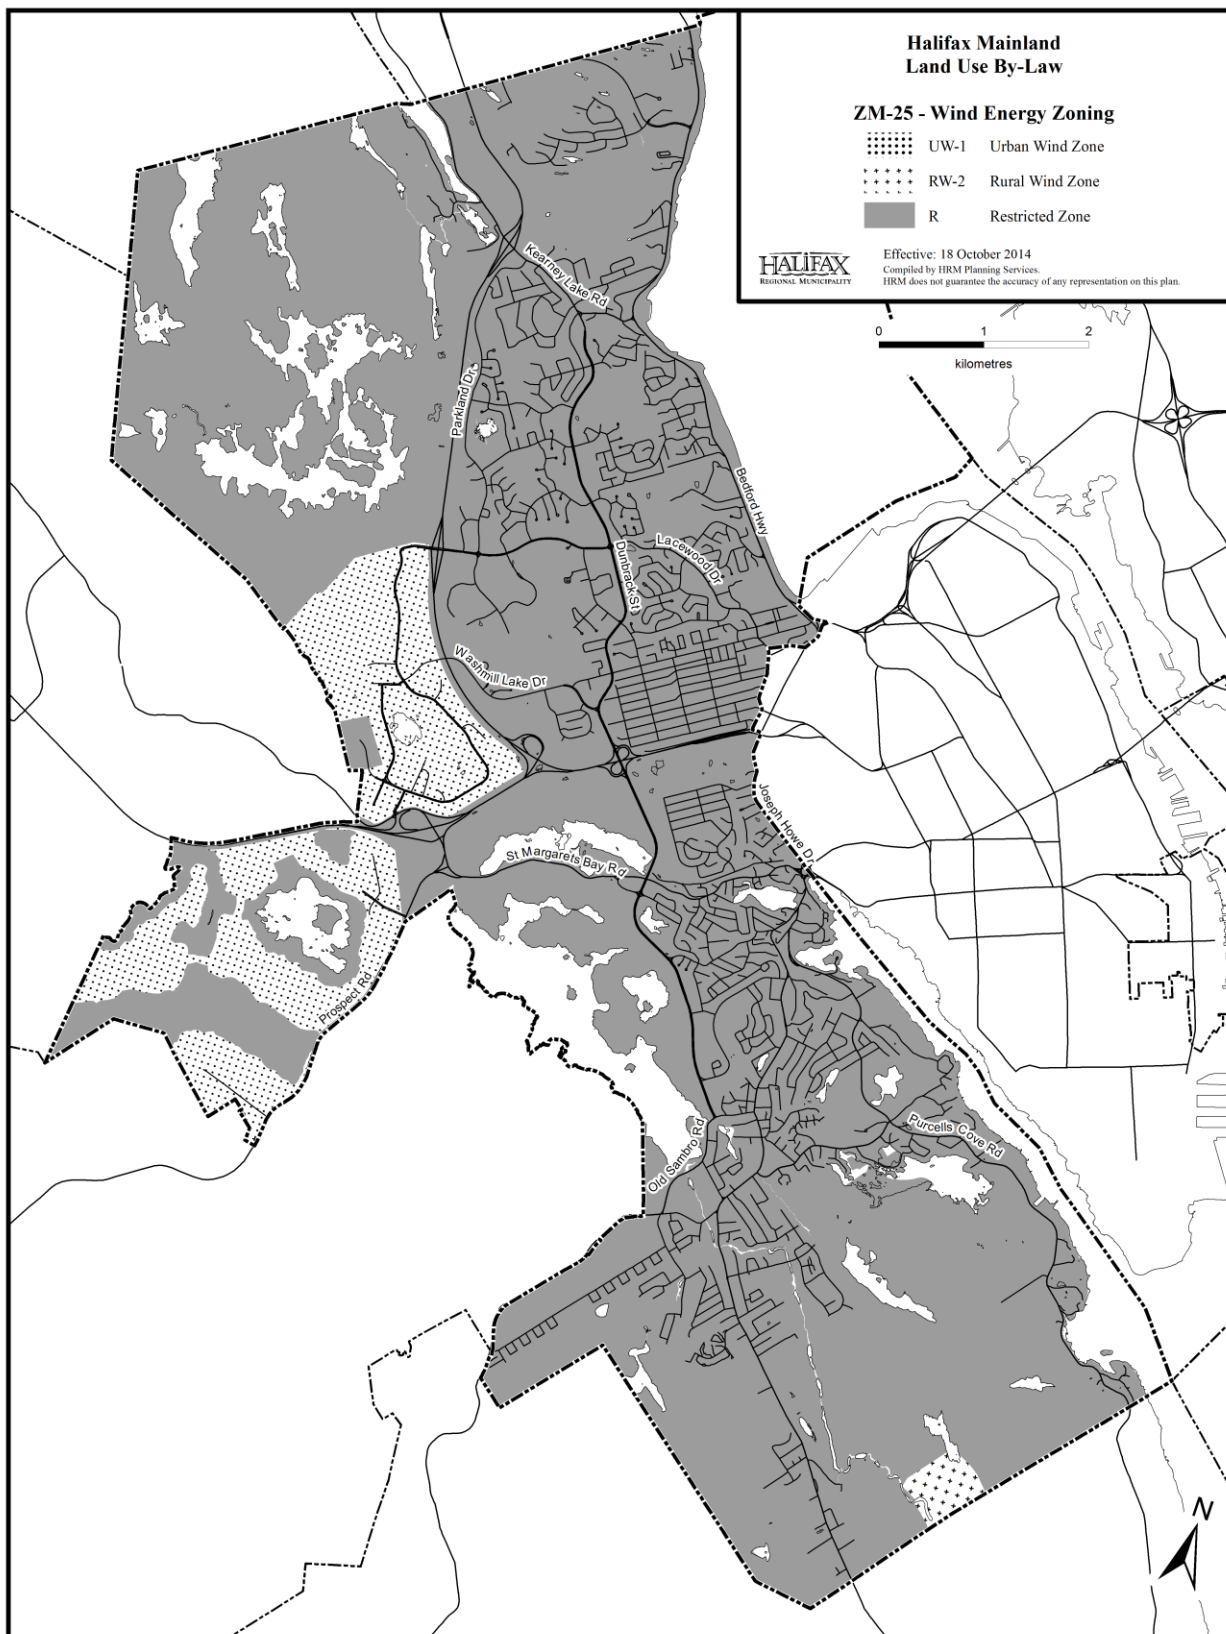 Halifax Mainland
Land Use By-Law
ZM-25 - Wind Energy Zoning
UW-1 Urban Wind Zone
RW-2 Rural Wind Zone
R Restricted Zone
HALIFAX
REGIONAL MUNICIPALITY
Effective: 18 October 2014
Compiled by HRM Planning Services.
HRM does not guarantee the accuracy of any representation on this plan.
0 1 2
kilometres
Kearney Lake Rd
Parkland Dr
Bedford Hwy
Lacewood Dr
Dunbrack St
Washmill Lake Dr
Joseph Howe Dr
St Margarets Bay Rd
Prospect Rd
Purcells Cove Rd
Old Sambro Rd
N